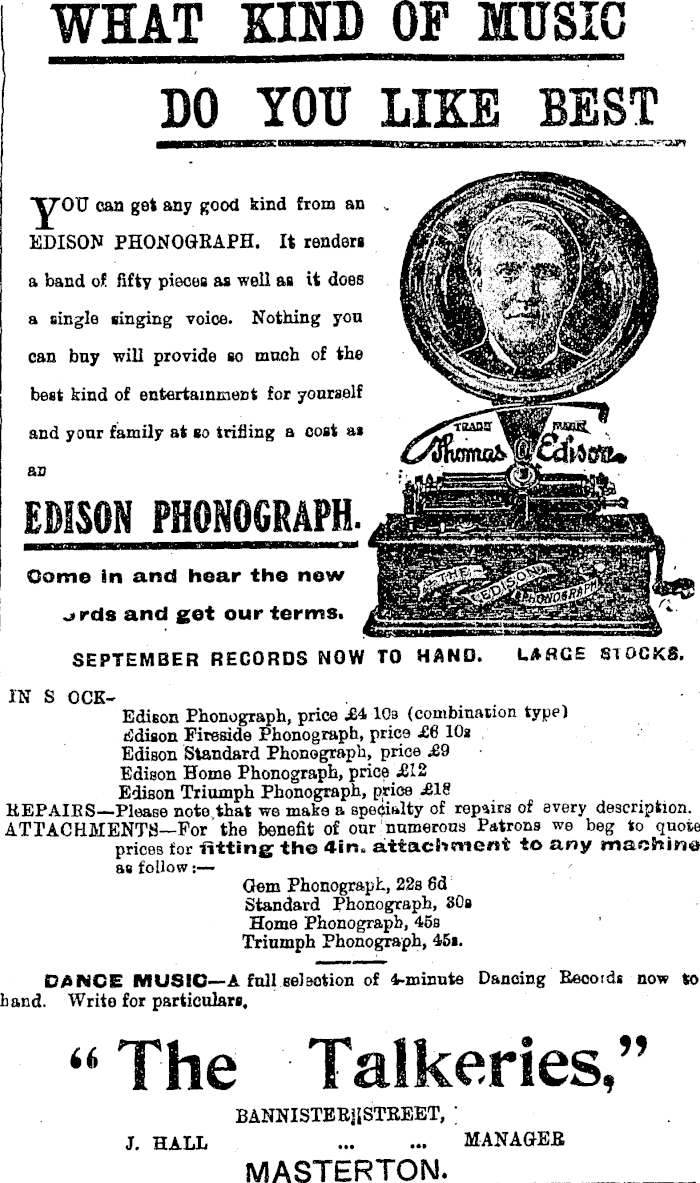 WHAT KIND OF MUSIC
DO YOU LIKE BEST
YOU can get any good kind from an
EDISON PHONOGRAPH. It renders
a band of fifty pieces as well as it does
a single singing voice. Nothing you
can buy will provide so much of the
best kind of entertainment for yourself
and your family at so trifling a cost as
an
EDISON PHONOGRAPH.
Come in and hear the new
rds and get our terms.
TRADE MARK
Thomas A Edison
THE
EDISON
PHONOGRAPH
SEPTEMBER RECORDS NOW TO HAND. LARGE STOCKS.
IN S OCK-
Edison Phonograph, price £4 10s (combination type)
Edison Fireside Phonograph, price £6 10s
Edison Standard Phonograph, price £9
Edison Home Phonograph, price £12
Edison Triumph Phonograph, price £18
REPAIRS—Please note that we make a specialty of repairs of every description.
ATTACHMENTS—For the benefit of our numerous Patrons we beg to quote
prices for fitting the 4in. attachment to any machine
as follow:—
Gem Phonograph, 22s 6d
Standard Phonograph, 30s
Home Phonograph, 45s
Triumph Phonograph, 45s.
DANCE MUSIC—A full selection of 4-minute Dancing Records now to
hand. Write for particulars.
"The Talkeries,"
BANNISTER STREET,
J. HALL ... ... MANAGER
MASTERTON.